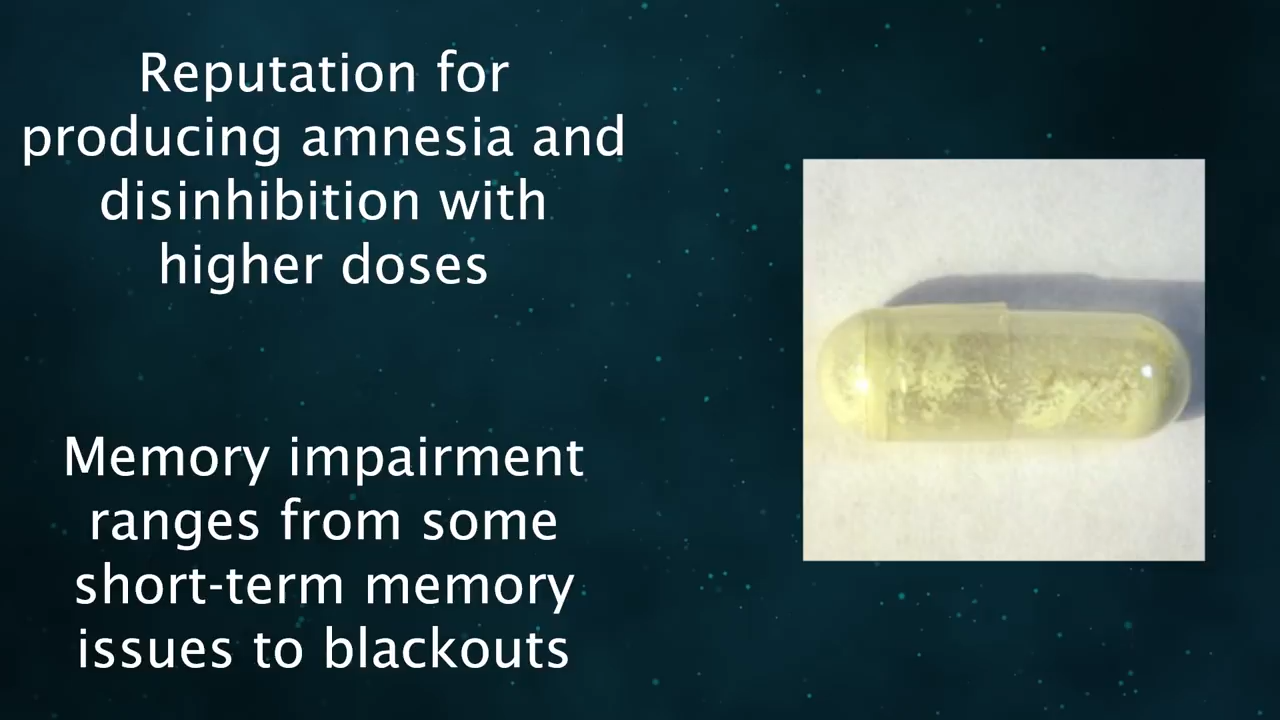 Reputation for
producing amnesia and
disinhibition with
higher doses
Memory impairment
ranges from some
short-term memory
issues to blackouts